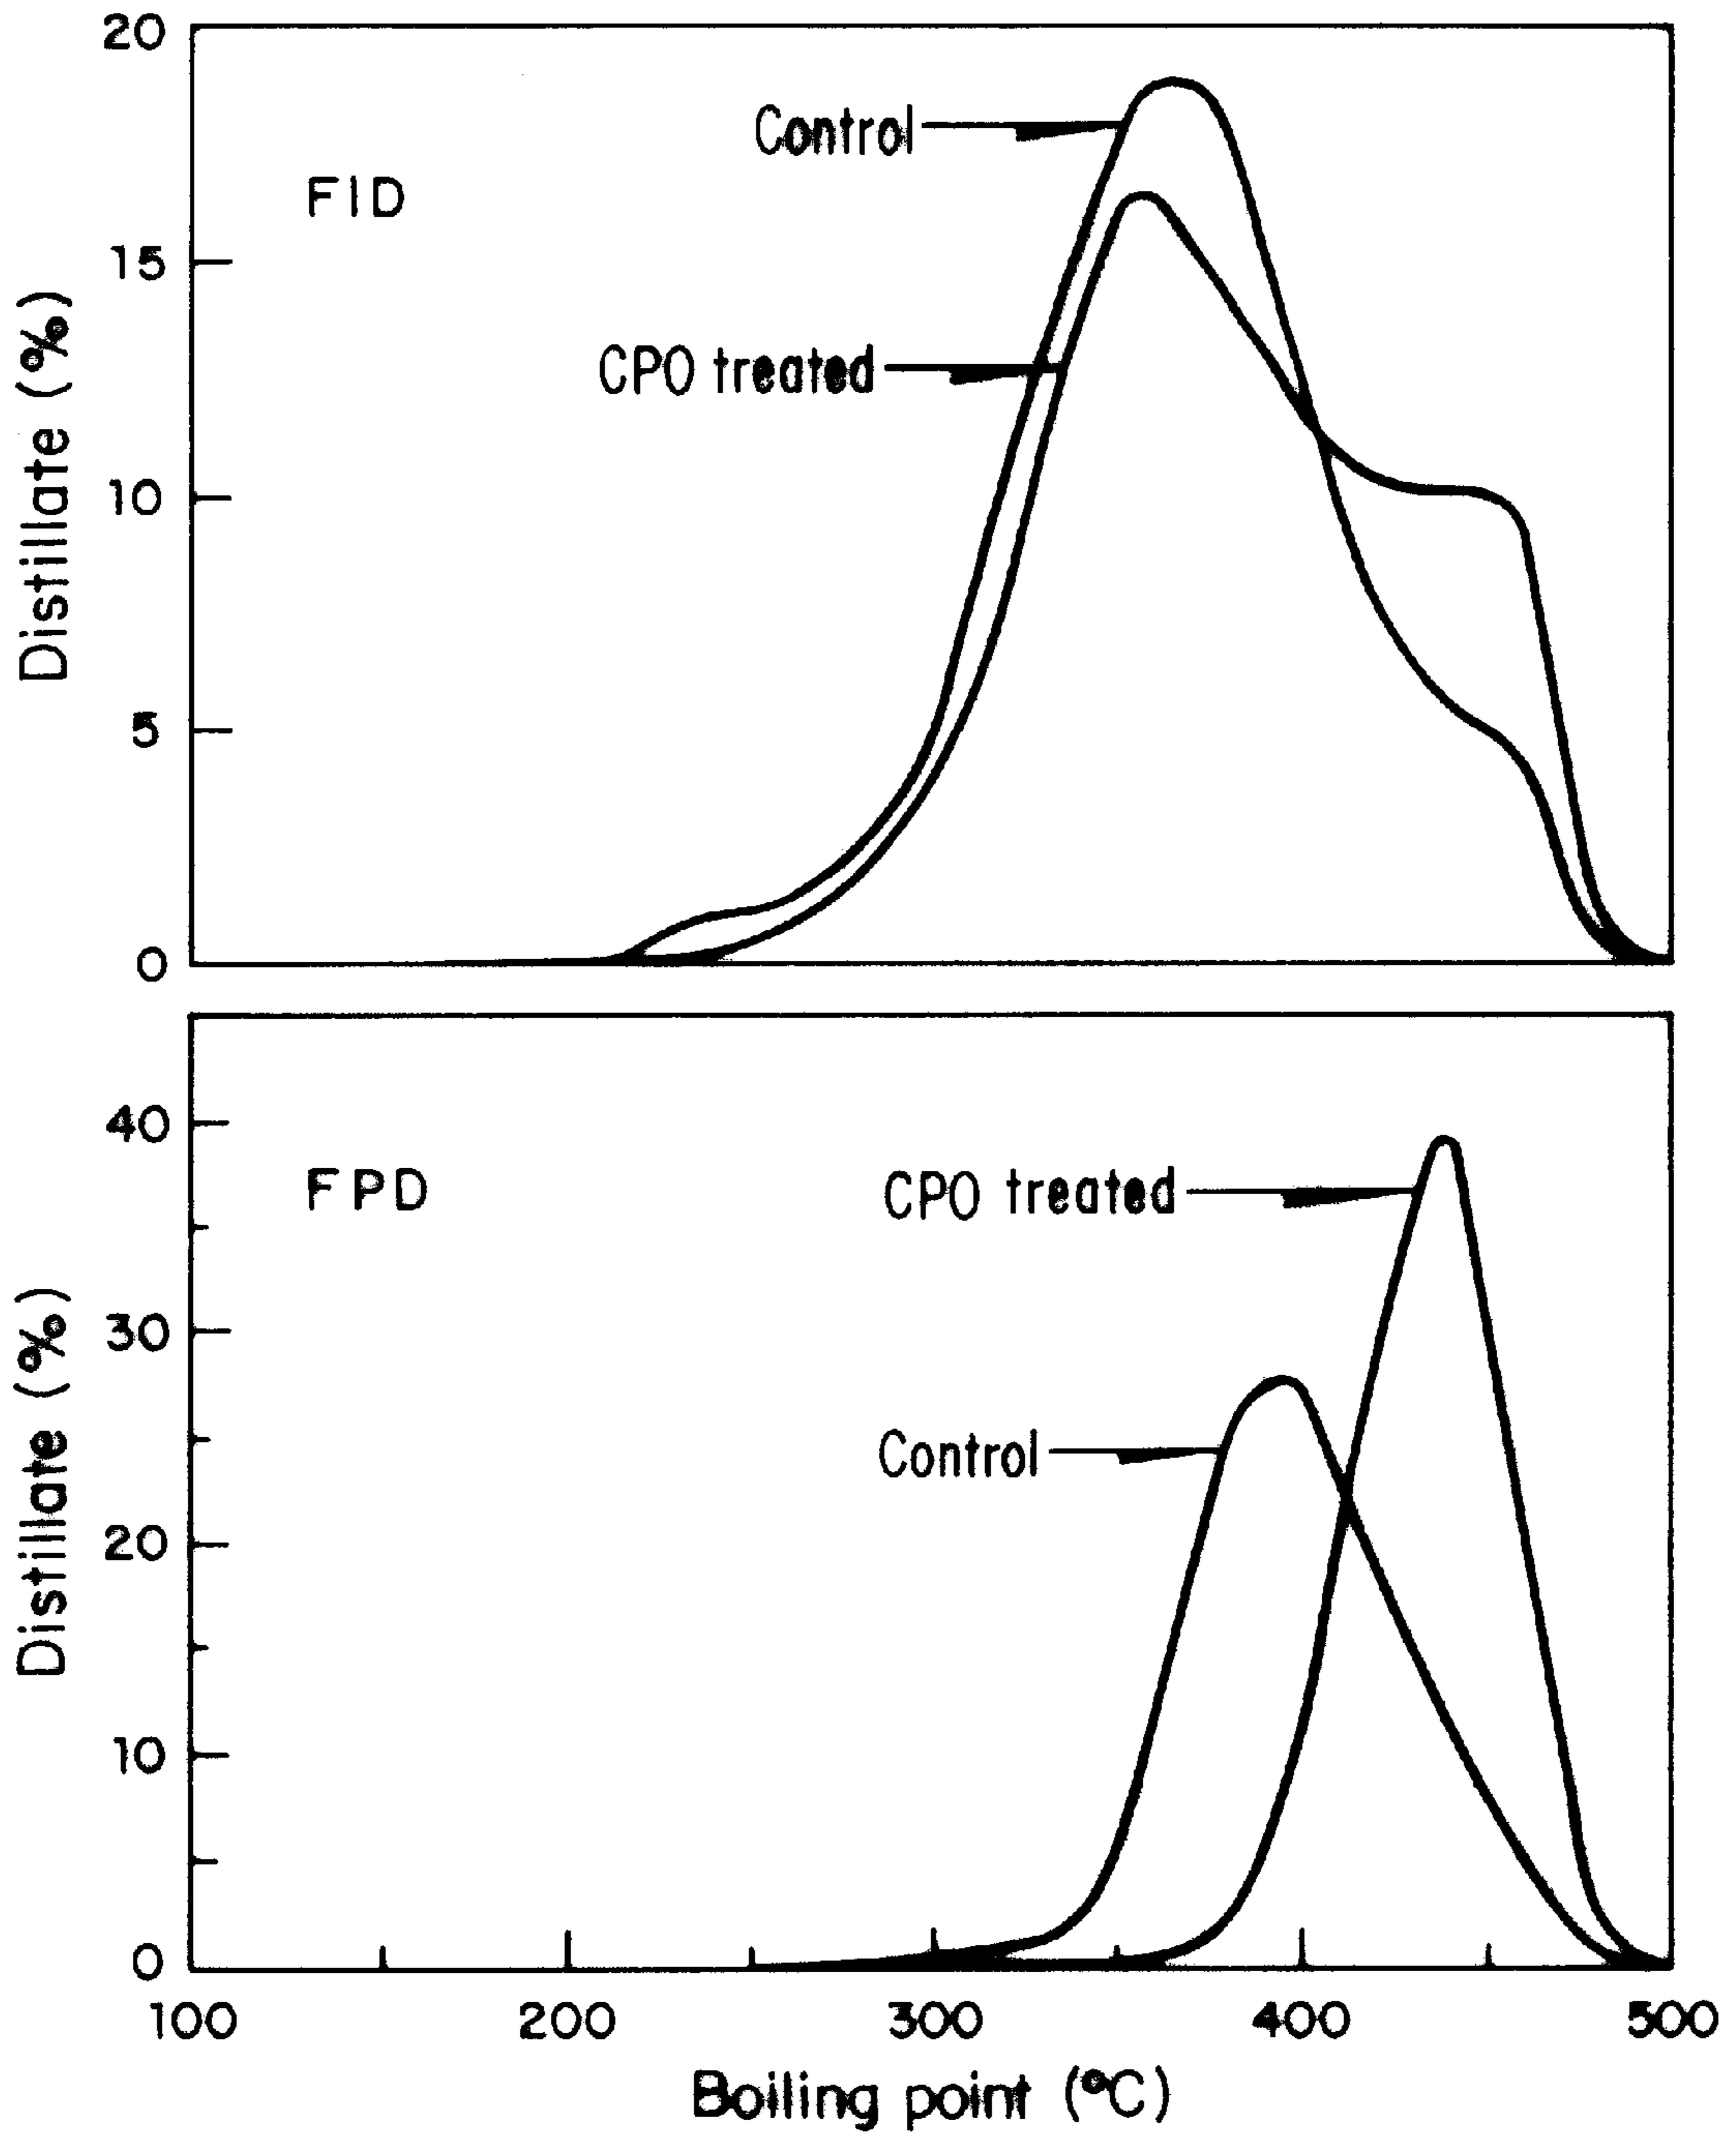 20
Control
FID
15
CPO treated
Distillate (%)
10
5
0
40
CPO treated
FPD
30
Control
Distillate (%)
20
10
0
100 200 300 400 500
Boiling point (°C)